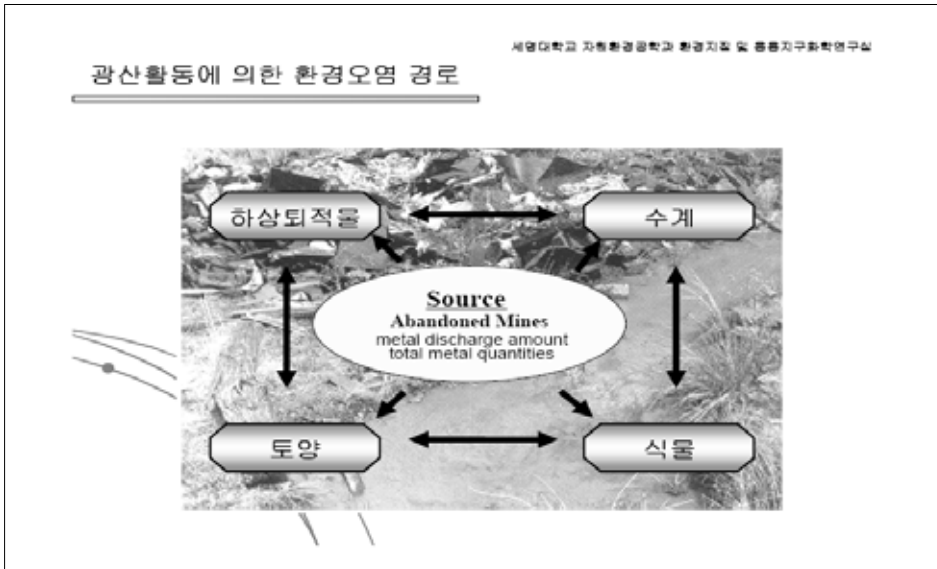 세명대학교 자원환경공학과 환경지질 및 응용지구화학연구실
광산활동에 의한 환경오염 경로
하상퇴적물
수계
Source
Abandoned Mines
metal discharge amount
total metal quantities
토양
식물